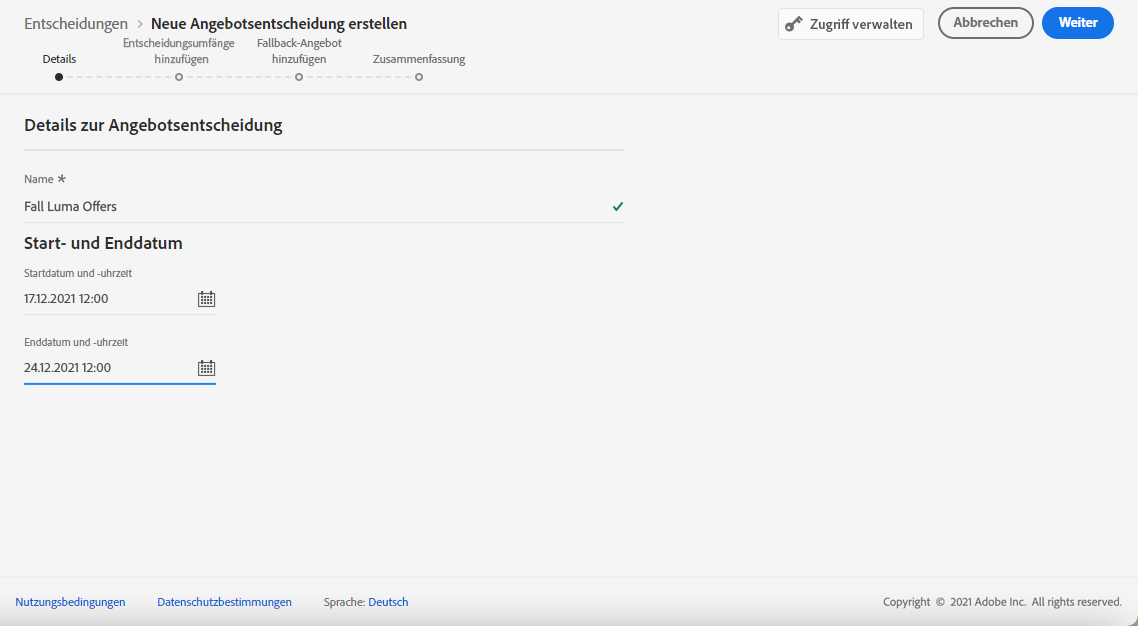 Entscheidungen > Neue Angebotsentscheidung erstellen
Zugriff verwalten
Abbrechen
Weiter
Details
Entscheidungsumfänge
hinzufügen
Fallback-Angebot
hinzufügen
Zusammenfassung
Details zur Angebotsentscheidung
Name *
Fall Luma Offers
Start- und Enddatum
Startdatum und -uhrzeit
17.12.2021 12:00
Enddatum und -uhrzeit
24.12.2021 12:00
Nutzungsbedingungen
Datenschutzbestimmungen
Sprache: Deutsch
Copyright © 2021 Adobe Inc. All rights reserved.